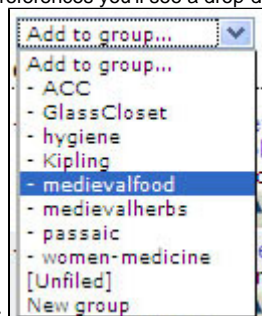 references you'll see a drop-d
Add to group...
Add to group...
- ACC
- GlassCloset
- hygiene
- Kipling
- medievalfood
- medievalherbs
- passaic
- women-medicine
[Unfiled]
New group